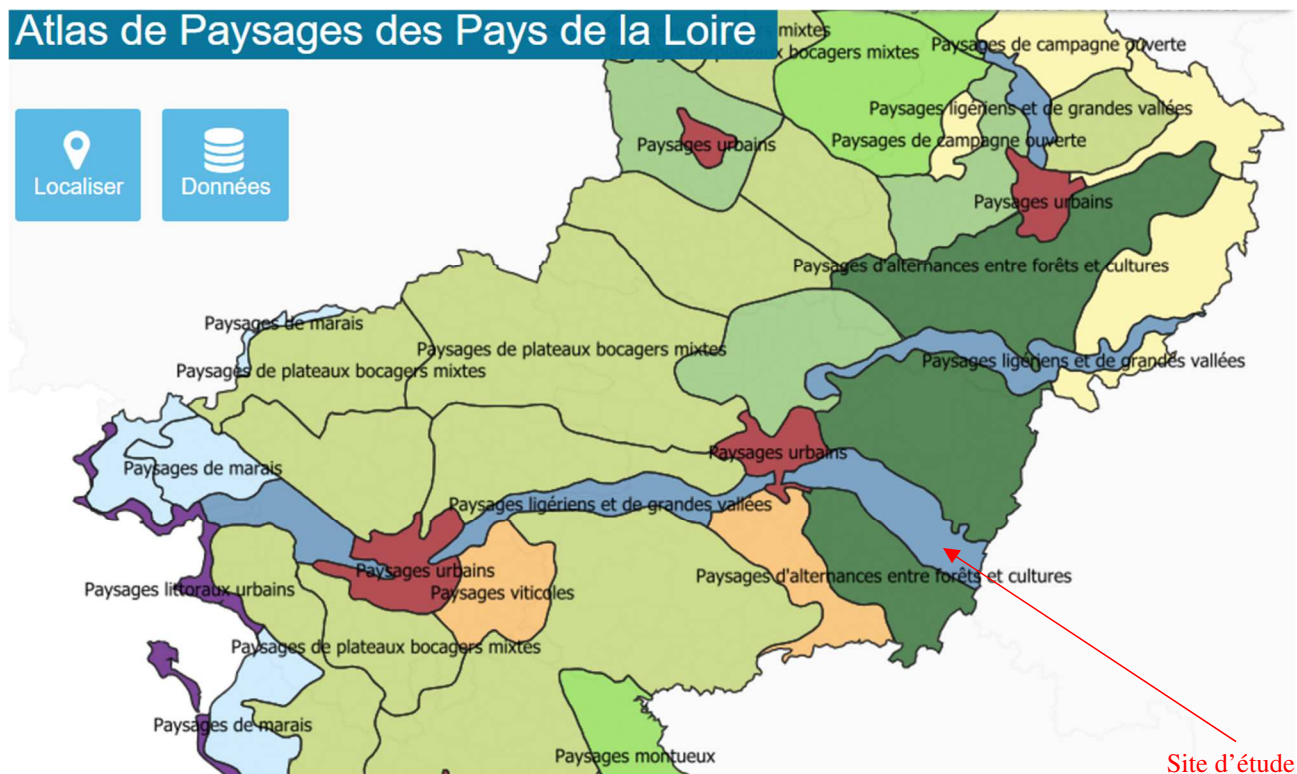 Atlas de Paysages des Pays de la Loire
mixtes
bocagers mixtes
Paysages de campagne ouverte
Localiser
Données
Paysages urbains
Paysages ligériens et de grandes vallées
Paysages de campagne ouverte
Paysages urbains
Paysages d'alternances entre forêts et cultures
Paysages de marais
Paysages de plateaux bocagers mixtes
Paysages ligériens et de grandes vallées
Paysages de plateaux bocagers mixtes
Paysages urbains
Paysages de marais
Paysages ligériens et de grandes vallées
Paysages urbains
Paysages d'alternances entre forêts et cultures
Paysages littoraux urbains
Paysages viticoles
Paysages de plateaux bocagers mixtes
Paysages de marais
Paysages montueux
Site d'étude